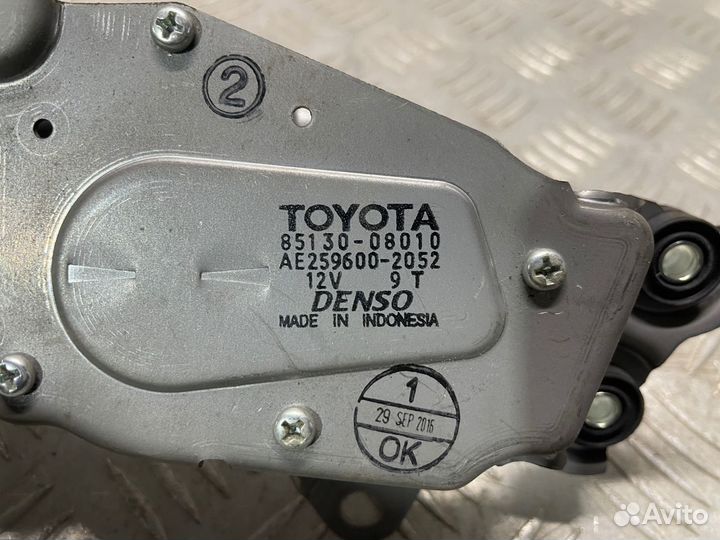 2
TOYOTA
85130-08010
AE259600-2052
12V 9 T
DENSO
MADE IN INDONESIA
1
29 SEP 2016
OK
Avito